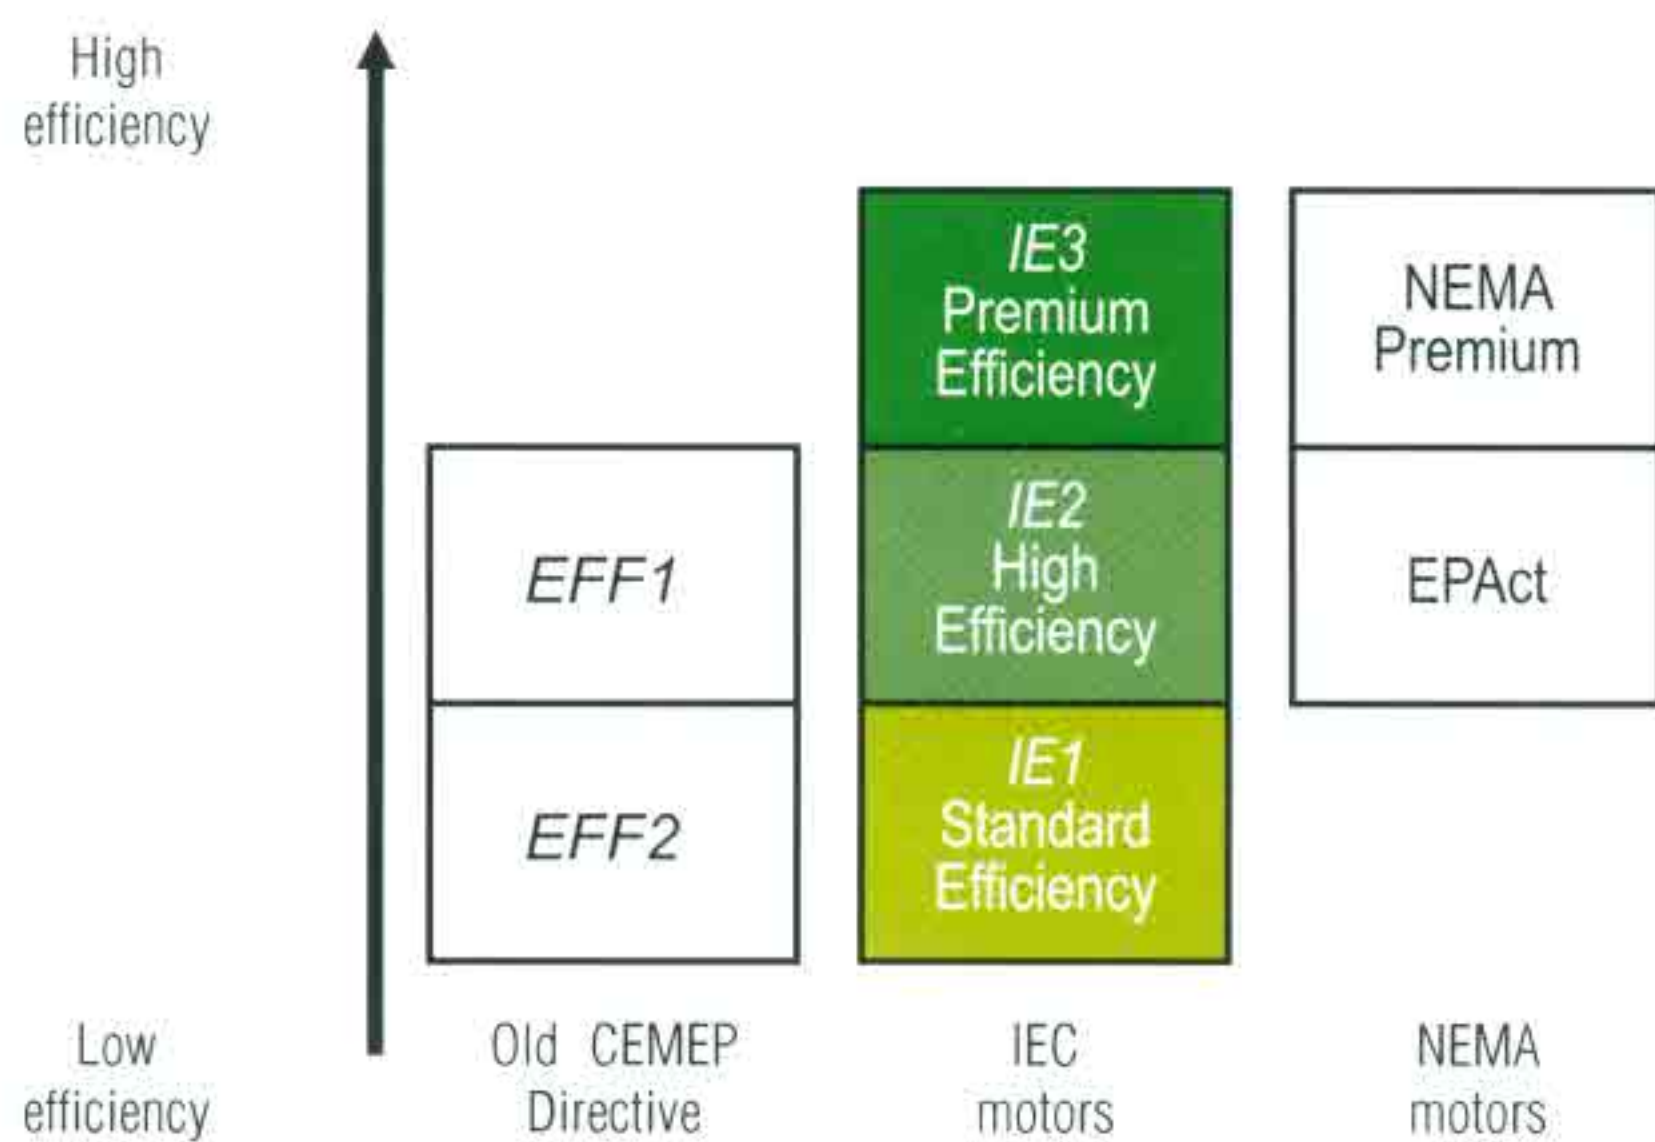 High
efficiency
IE3
Premium
Efficiency
NEMA
Premium
EFF1
IE2
High
Efficiency
EPAct
EFF2
IE1
Standard
Efficiency
Low
efficiency
Old CEMEP
Directive
IEC
motors
NEMA
motors